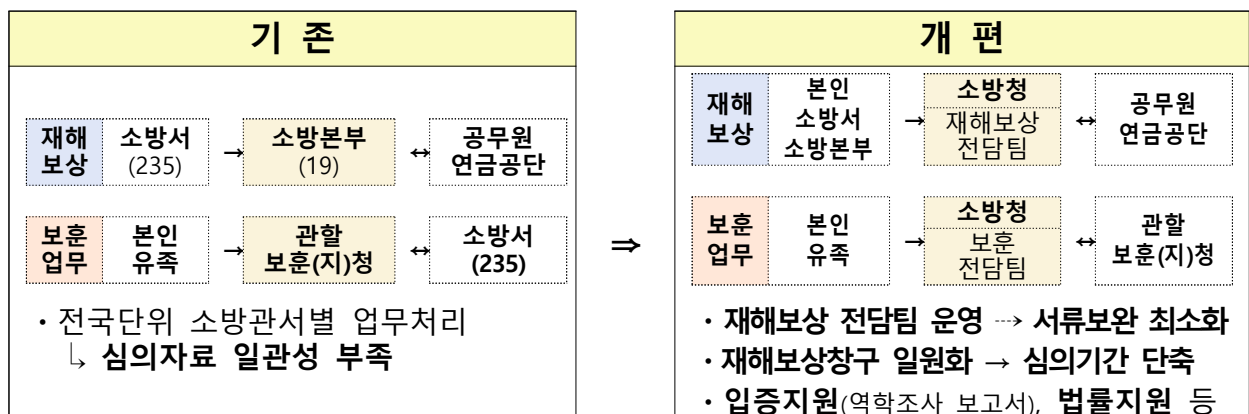 기 존
재해
보상
소방서
(235)
→
소방본부
(19)
↔
공무원
연금공단
보훈
업무
본인
유족
→
관할
보훈(지)청
↔
소방서
(235)
· 전국단위 소방관서별 업무처리
↳ 심의자료 일관성 부족
⇒
개 편
재해
보상
본인
소방서
소방본부
→
소방청
재해보상
전담팀
↔
공무원
연금공단
보훈
업무
본인
유족
→
소방청
보훈
전담팀
↔
관할
보훈(지)청
· 재해보상 전담팀 운영 ⤑ 서류보완 최소화
· 재해보상창구 일원화 → 심의기간 단축
· 입증지원(역학조사 보고서), 법률지원 등